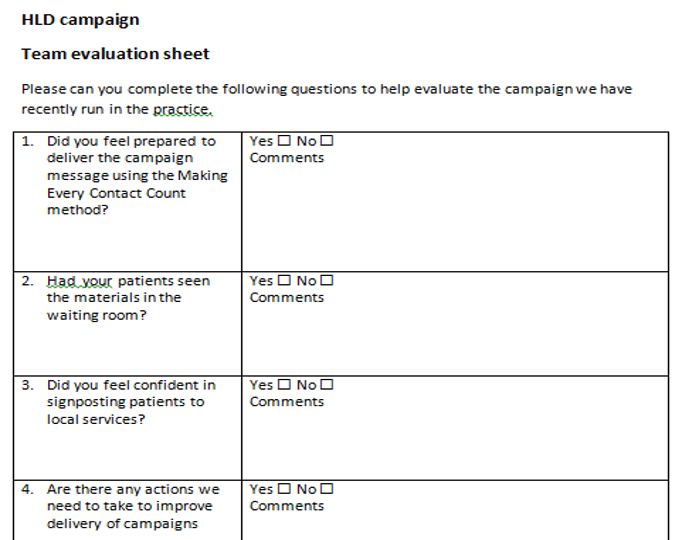 HLD campaign
Team evaluation sheet
Please can you complete the following questions to help evaluate the campaign we have
recently run in the practice.
1. Did you feel prepared to
deliver the campaign
message using the Making
Every Contact Count
method?
Yes ☐ No ☐
Comments
2. Had your patients seen
the materials in the
waiting room?
Yes ☐ No ☐
Comments
3. Did you feel confident in
signposting patients to
local services?
Yes ☐ No ☐
Comments
4. Are there any actions we
need to take to improve
delivery of campaigns
Yes ☐ No ☐
Comments